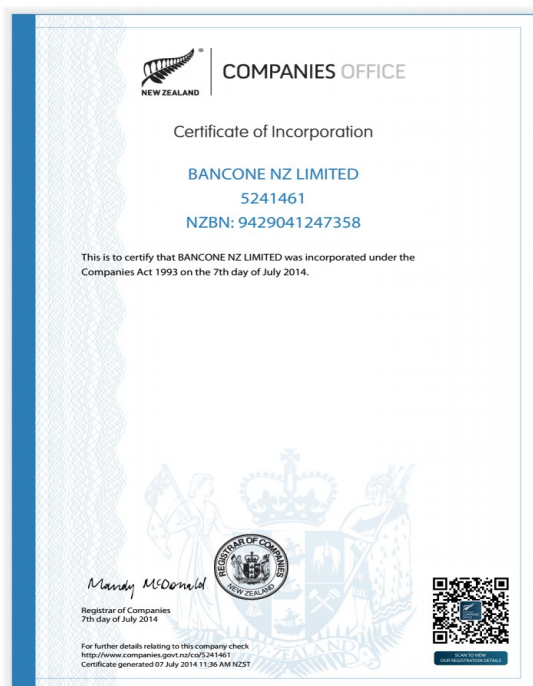 NEW ZEALAND
COMPANIES OFFICE
Certificate of Incorporation
BANCONE NZ LIMITED
5241461
NZBN: 9429041247358
This is to certify that BANCONE NZ LIMITED was incorporated under the
Companies Act 1993 on the 7th day of July 2014.
REGISTRAR OF COMPANIES
NEW ZEALAND
Mandy McDonald
Registrar of Companies
7th day of July 2014
For further details relating to this company check
http://www.companies.govt.nz/co/5241461
Certificate generated 07 July 2014 11:36 AM NZST
SCAN TO VIEW
OUR REGISTRATION DETAILS